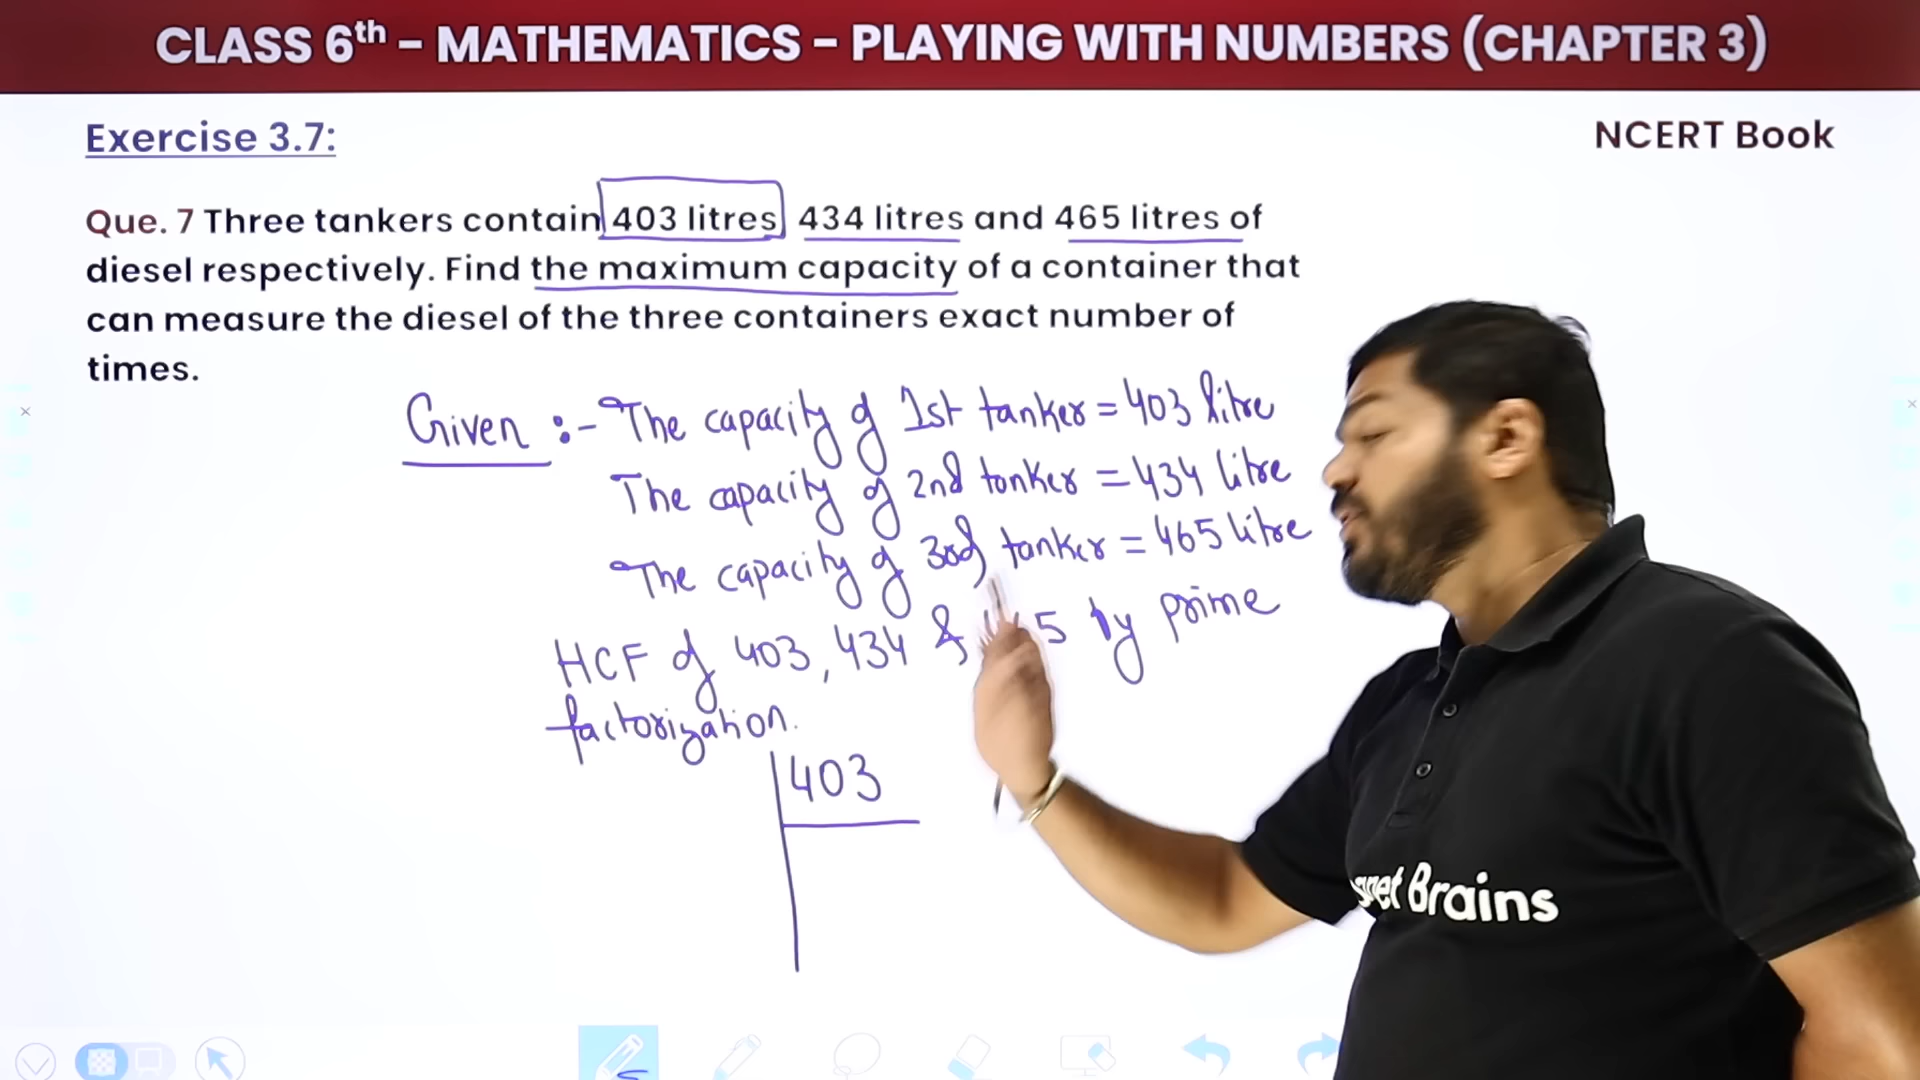 CLASS 6th – MATHEMATICS – PLAYING WITH NUMBERS (CHAPTER 3)
Exercise 3.7:
NCERT Book
Que. 7 Three tankers contain 403 litres 434 litres and 465 litres of
diesel respectively. Find the maximum capacity of a container that
can measure the diesel of the three containers exact number of
times.
Given :- The capacity of 1st tanker = 403 litre
The capacity of 2nd tanker = 434 litre
The capacity of 3rd tanker = 465 litre
HCF of 403, 434 & 5 by prime
factorization.
403
Brains